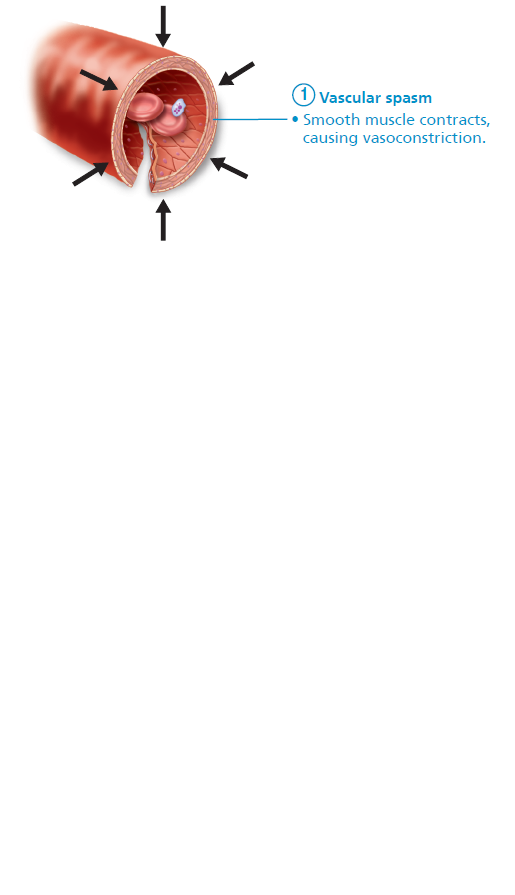 ① Vascular spasm
• Smooth muscle contracts,
causing vasoconstriction.